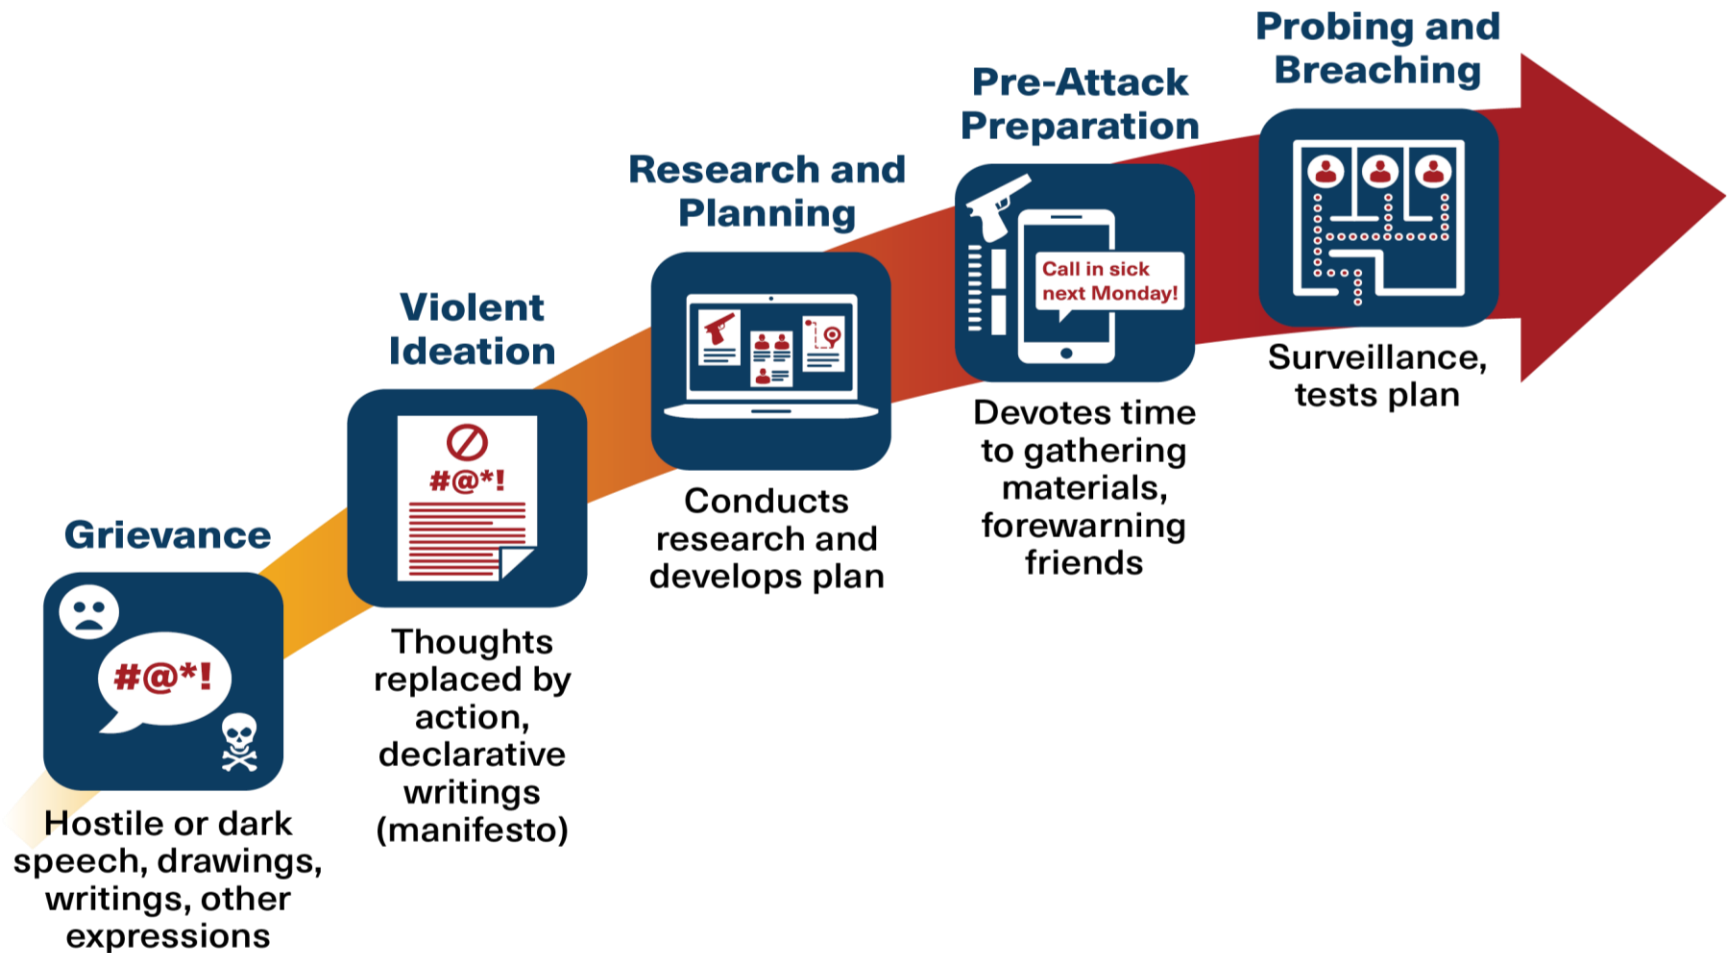 Grievance
#@*!
Hostile or dark
speech, drawings,
writings, other
expressions
Violent
Ideation
#@*!
Thoughts
replaced by
action,
declarative
writings
(manifesto)
Research and
Planning
Conducts
research and
develops plan
Pre-Attack
Preparation
Call in sick
next Monday!
Devotes time
to gathering
materials,
forewarning
friends
Probing and
Breaching
Surveillance,
tests plan